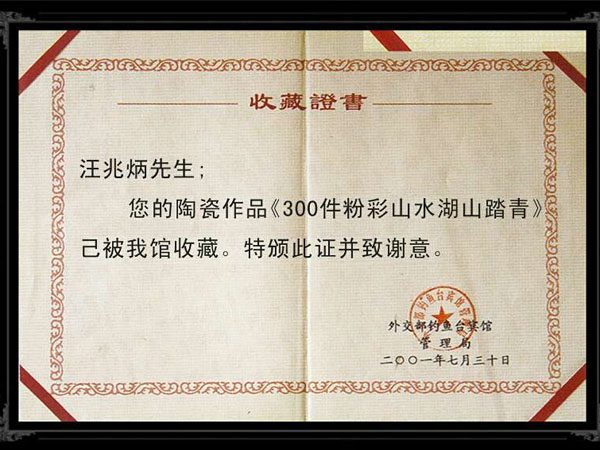 收藏證書
汪兆炳先生;
您的陶瓷作品《300件粉彩山水湖山踏青》
己被我馆收藏。特颁此证并致谢意。
外交部钓鱼台宾馆
管理局
二〇〇一年七月三十日